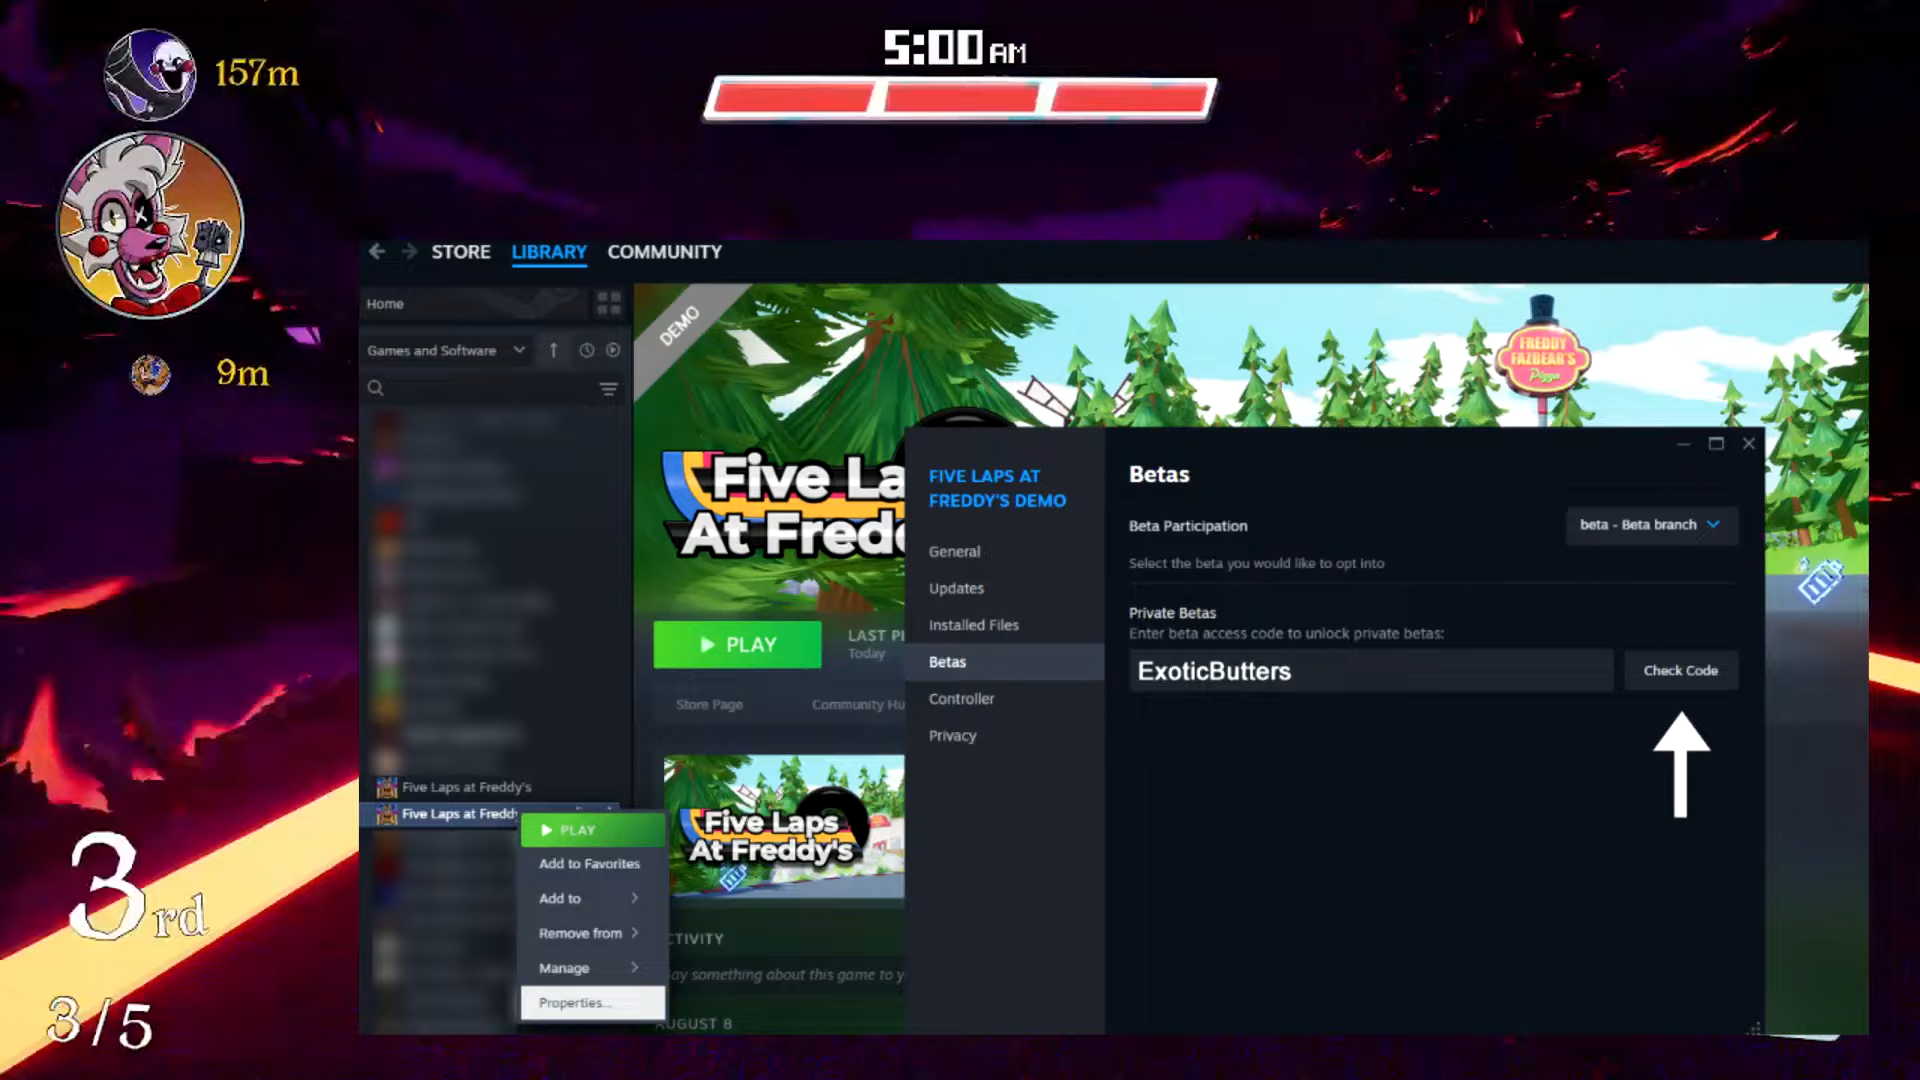 157m
5:00 AM
9m
3rd
3/5
STORE LIBRARY COMMUNITY
Home
Games and Software
Five Laps at Freddy's
Five Laps at Freddy
PLAY
Add to Favorites
Add to
Remove from
Manage
Properties...
DEMO
FREDDY
FAZBEAR'S
Pizza
Five La
At Fredd
PLAY
LAST PL
Today
Store Page
Community Hu
Five Laps
At Freddy's
CTIVITY
ay something about this game to y
AUGUST 8
FIVE LAPS AT
FREDDY'S DEMO
General
Updates
Installed Files
Betas
Controller
Privacy
Betas
Beta Participation
beta - Beta branch
Select the beta you would like to opt into
Private Betas
Enter beta access code to unlock private betas:
ExoticButters
Check Code